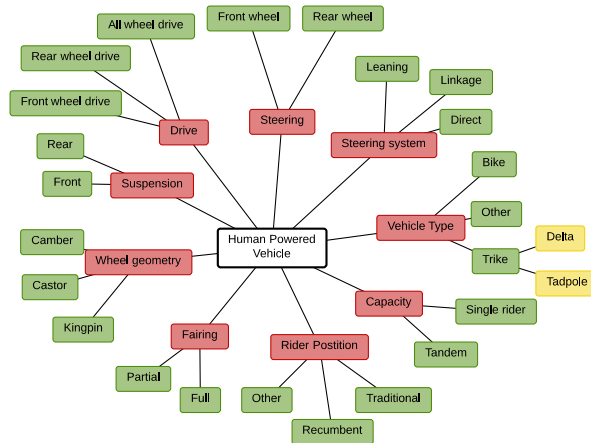 All wheel drive
Front wheel
Rear wheel
Rear wheel drive
Leaning
Linkage
Front wheel drive
Drive
Steering
Steering system
Direct
Rear
Suspension
Front
Bike
Other
Vehicle Type
Delta
Camber
Wheel geometry
Human Powered
Vehicle
Trike
Tadpole
Castor
Kingpin
Capacity
Single rider
Fairing
Rider Postition
Tandem
Partial
Full
Other
Traditional
Recumbent